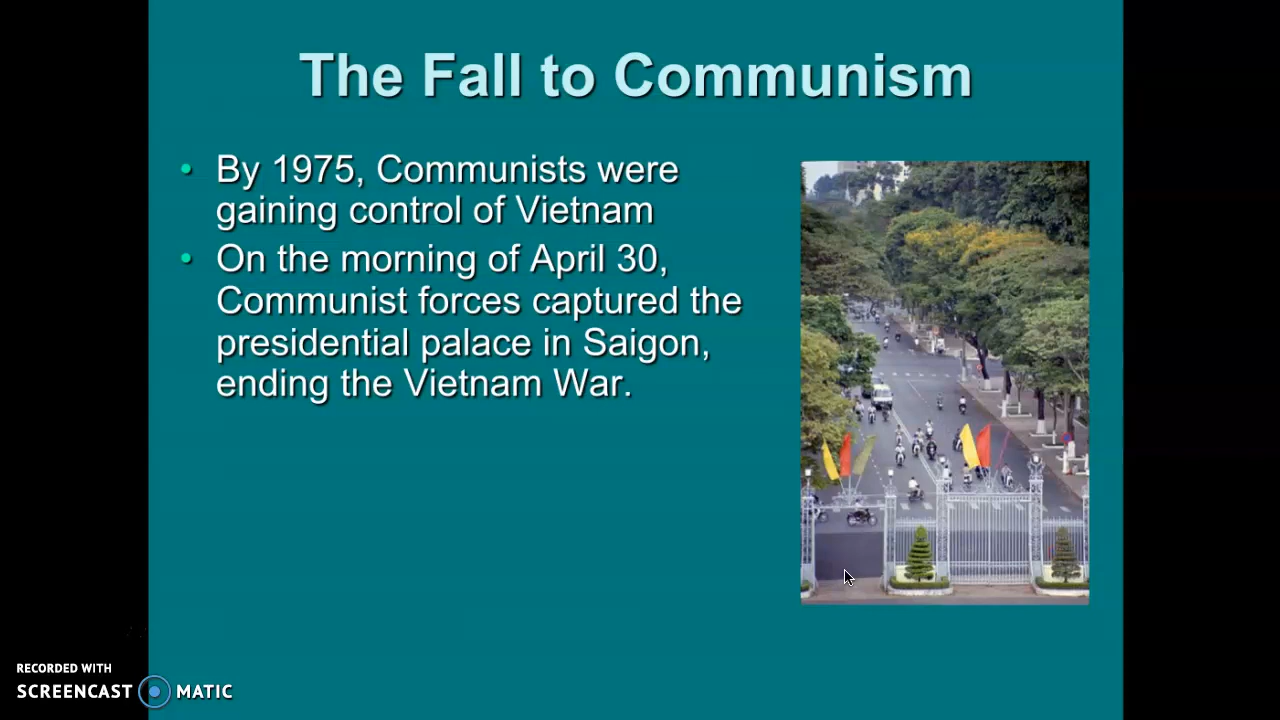 The Fall to Communism
• By 1975, Communists were
gaining control of Vietnam
• On the morning of April 30,
Communist forces captured the
presidential palace in Saigon,
ending the Vietnam War.
RECORDED WITH
SCREENCAST MATIC